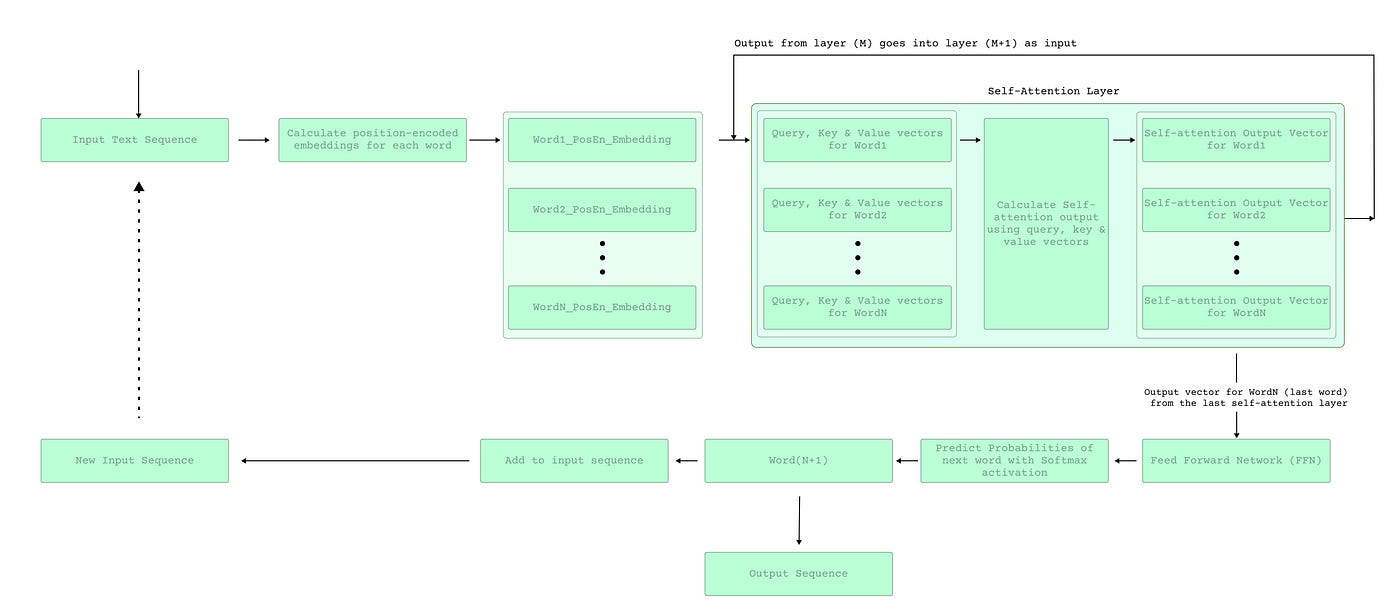 Output from layer (M) goes into layer (M+1) as input
Self-Attention Layer
Input Text Sequence
Calculate position-encoded
embeddings for each word
Word1_PosEn_Embedding
Query, Key & Value vectors
for Word1
Self-attention Output Vector
for Word1
Word2_PosEn_Embedding
Query, Key & Value vectors
for Word2
Calculate Self-
attention output
using query, key &
value vectors
Self-attention Output Vector
for Word2
WordN_PosEn_Embedding
Query, Key & Value vectors
for WordN
Self-attention Output Vector
for WordN
Output vector for WordN (last word)
from the last self-attention layer
New Input Sequence
Add to input sequence
Word(N+1)
Predict Probabilities of
next word with Softmax
activation
Feed Forward Network (FFN)
Output Sequence